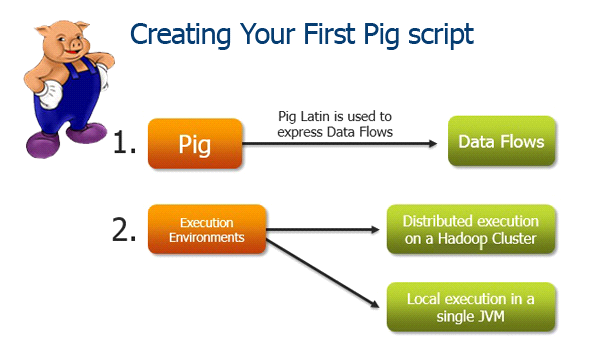 Creating Your First Pig script
Pig Latin is used to
express Data Flows
1.
Pig
Data Flows
2.
Execution
Environments
Distributed execution
on a Hadoop Cluster
Local execution in a
single JVM